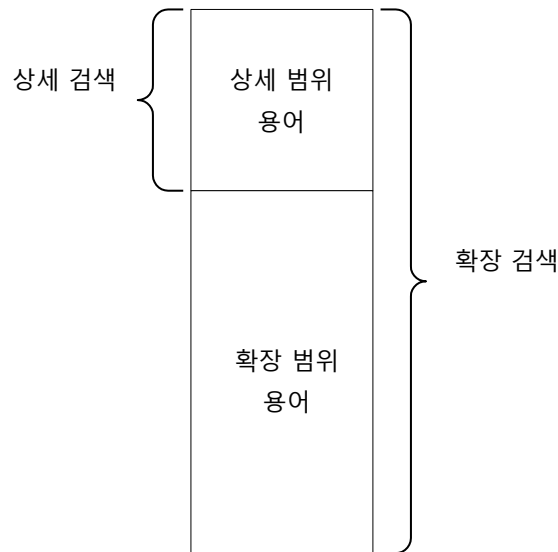 상세 검색
상세 범위
용어
확장 검색
확장 범위
용어